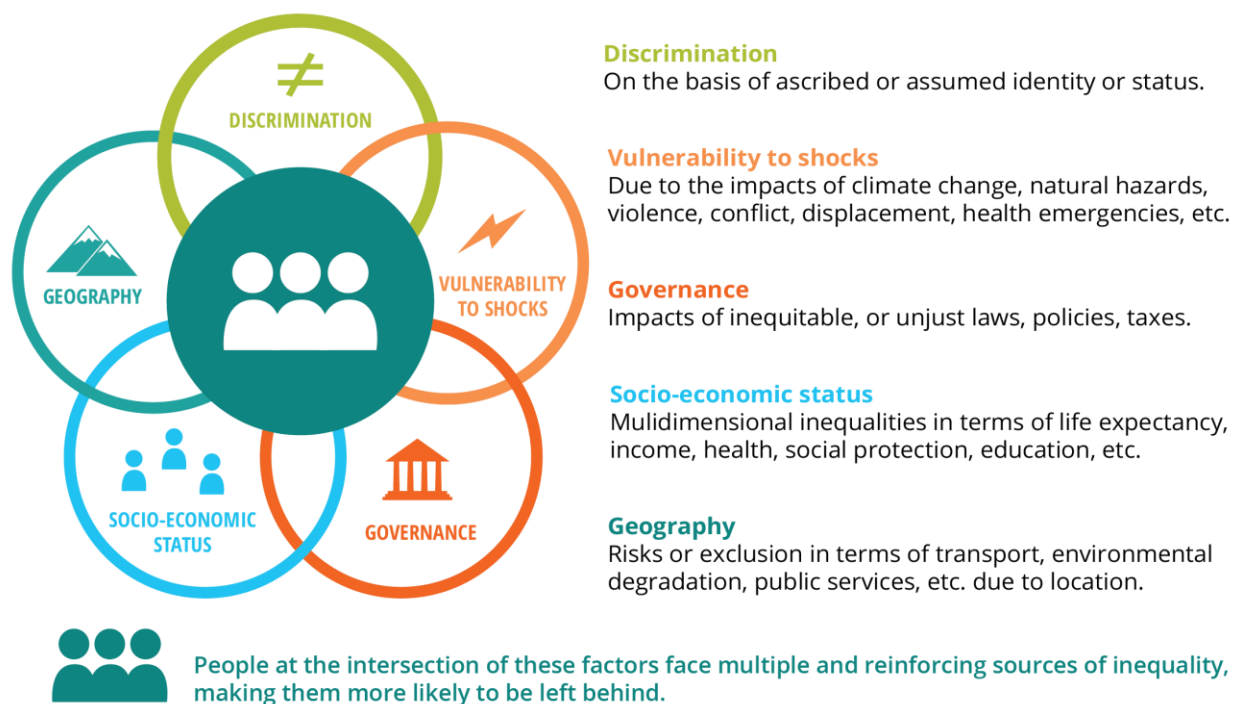 DISCRIMINATION
GEOGRAPHY
VULNERABILITY
TO SHOCKS
SOCIO-ECONOMIC
STATUS
GOVERNANCE
Discrimination
On the basis of ascribed or assumed identity or status.
Vulnerability to shocks
Due to the impacts of climate change, natural hazards,
violence, conflict, displacement, health emergencies, etc.
Governance
Impacts of inequitable, or unjust laws, policies, taxes.
Socio-economic status
Mulidimensional inequalities in terms of life expectancy,
income, health, social protection, education, etc.
Geography
Risks or exclusion in terms of transport, environmental
degradation, public services, etc. due to location.
People at the intersection of these factors face multiple and reinforcing sources of inequality,
making them more likely to be left behind.